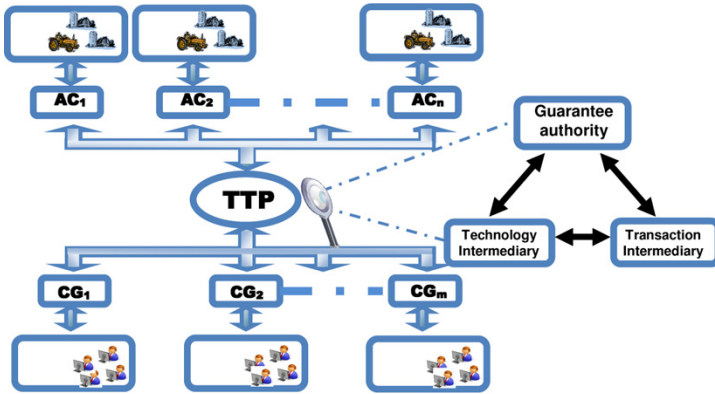 AC₁
AC₂
ACₙ
Guarantee
authority
TTP
Technology
Intermediary
Transaction
Intermediary
CG₁
CG₂
CGₘ